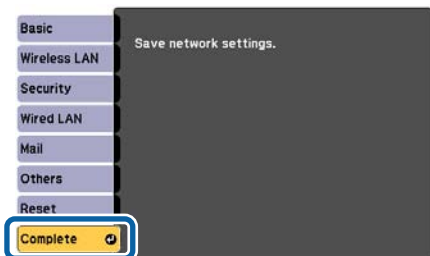 Basic
Wireless LAN
Security
Wired LAN
Mail
Others
Reset
Complete
Save network settings.